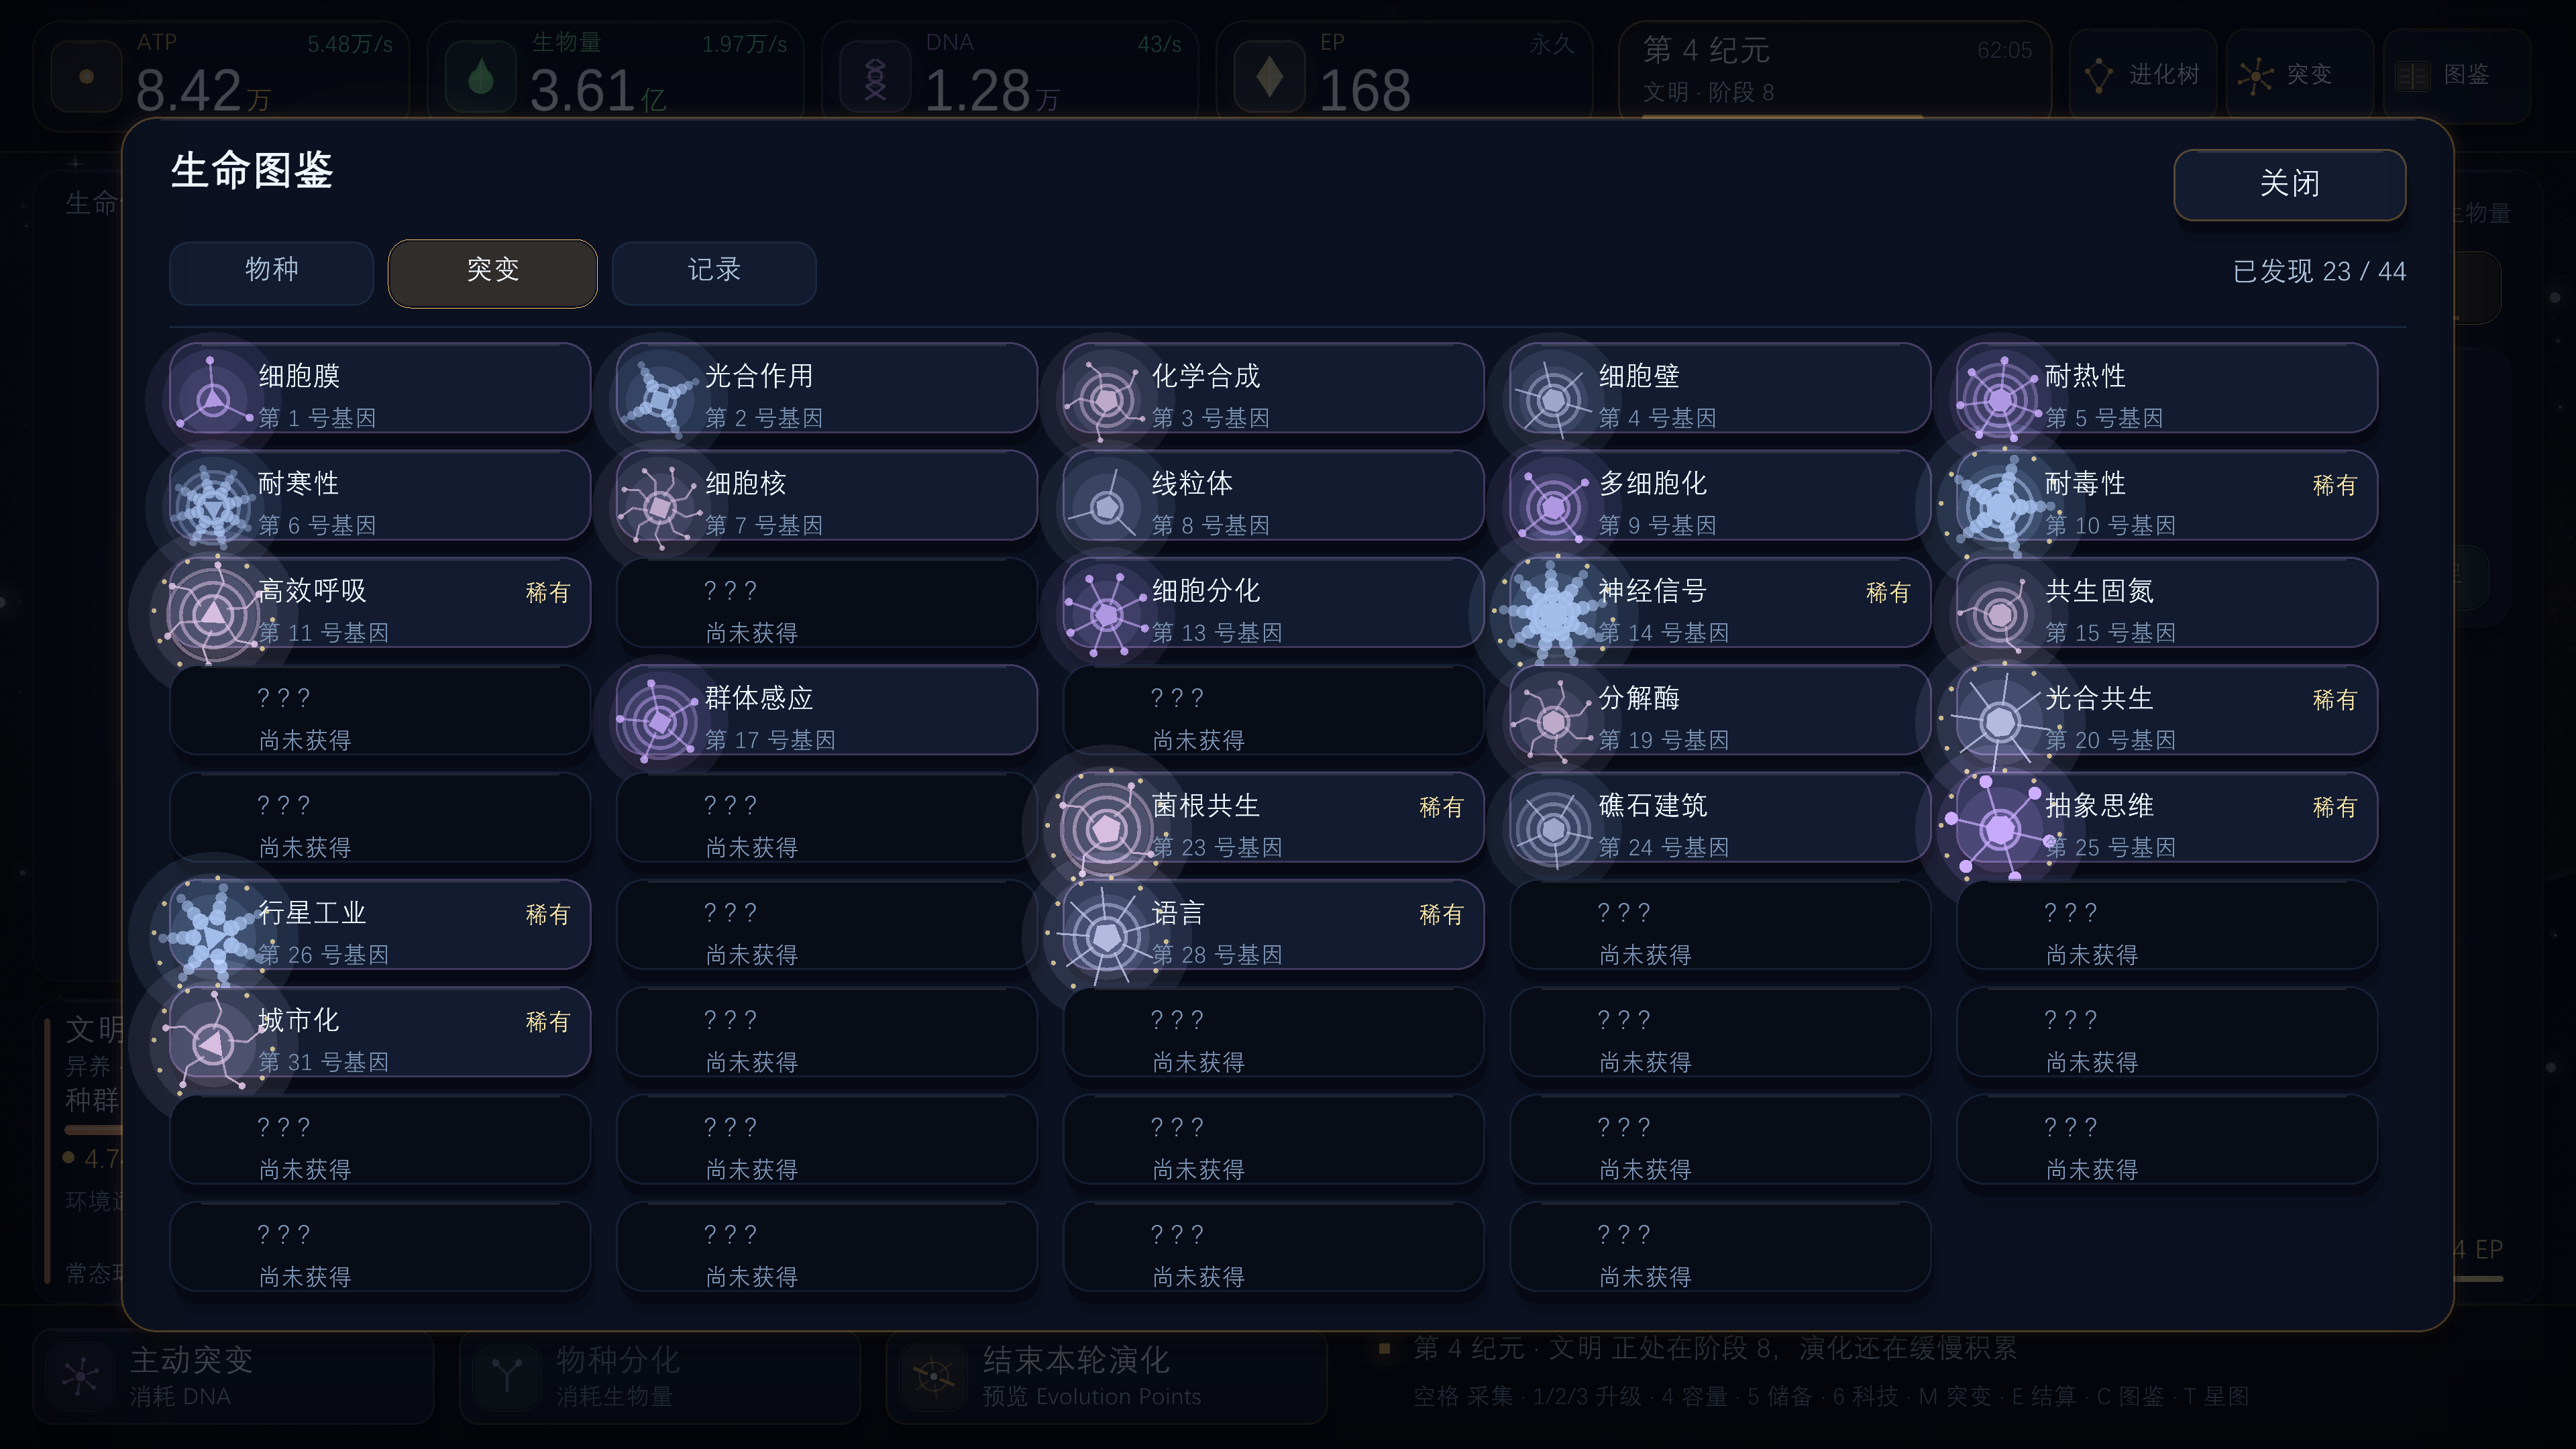 ATP 5.48万/s
8.42万
生物量 1.97万/s
3.61亿
DNA 43/s
1.28万
EP 永久
168
第 4 纪元 62:05
文明 · 阶段 8
进化树
突变
图鉴
生命
生物量
生命图鉴
关闭
物种
突变
记录
已发现 23 / 44
细胞膜
第 1 号基因
光合作用
第 2 号基因
化学合成
第 3 号基因
细胞壁
第 4 号基因
耐热性
第 5 号基因
耐寒性
第 6 号基因
细胞核
第 7 号基因
线粒体
第 8 号基因
多细胞化
第 9 号基因
耐毒性 稀有
第 10 号基因
高效呼吸 稀有
第 11 号基因
???
尚未获得
细胞分化
第 13 号基因
神经信号 稀有
第 14 号基因
共生固氮
第 15 号基因
???
尚未获得
群体感应
第 17 号基因
???
尚未获得
分解酶
第 19 号基因
光合共生 稀有
第 20 号基因
???
尚未获得
???
尚未获得
菌根共生 稀有
第 23 号基因
礁石建筑
第 24 号基因
抽象思维 稀有
第 25 号基因
行星工业 稀有
第 26 号基因
???
尚未获得
语言 稀有
第 28 号基因
???
尚未获得
???
尚未获得
城市化 稀有
第 31 号基因
???
尚未获得
???
尚未获得
???
尚未获得
???
尚未获得
???
尚未获得
???
尚未获得
???
尚未获得
???
尚未获得
???
尚未获得
???
尚未获得
???
尚未获得
???
尚未获得
???
尚未获得
文明
异养
种群
4.7
环境
常态
4 EP
主动突变
消耗 DNA
物种分化
消耗生物量
结束本轮演化
预览 Evolution Points
第 4 纪元 · 文明 正处在阶段 8，演化还在缓慢积累
空格 采集 · 1/2/3 升级 · 4 容量 · 5 储备 · 6 科技 · M 突变 · E 结算 · C 图鉴 · T 星图